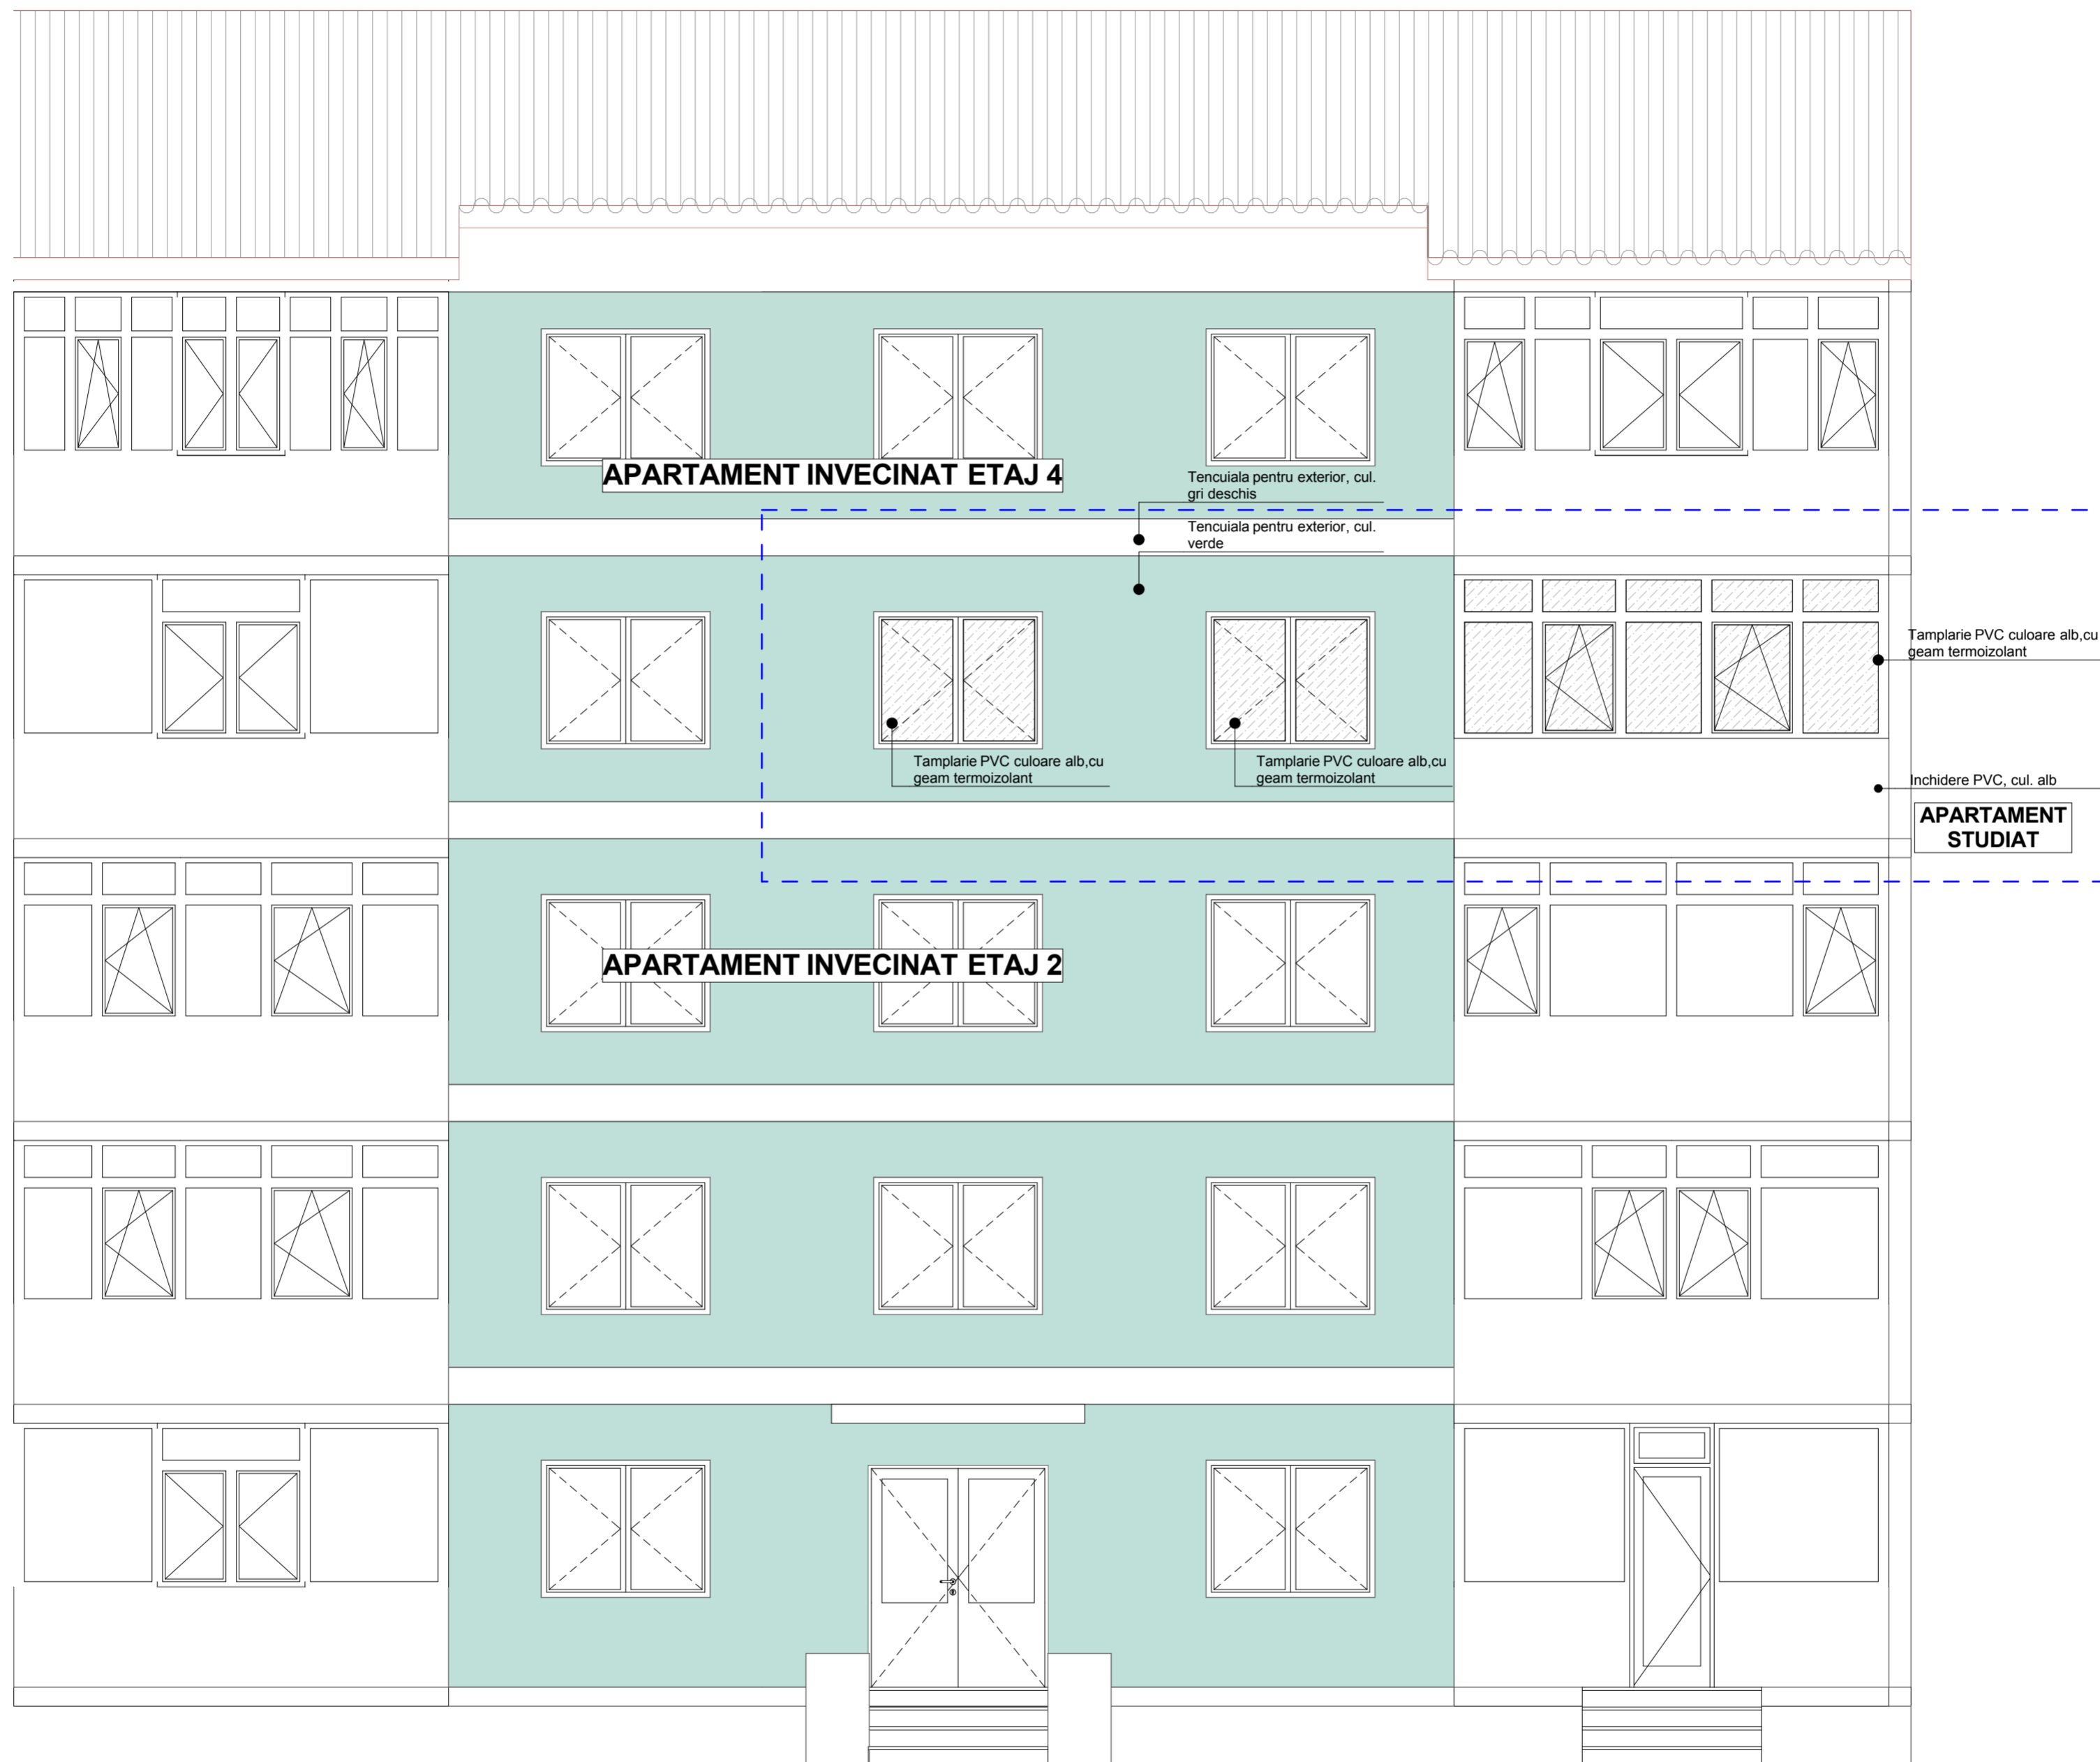 APARTAMENT INVECINAT ETAJ 4
Tencuiala pentru exterior, cul.
gri deschis
Tencuiala pentru exterior, cul.
verde
Tamplarie PVC culoare alb,cu
geam termoizolant
Tamplarie PVC culoare alb,cu
geam termoizolant
Tamplarie PVC culoare alb,cu
geam termoizolant
Inchidere PVC, cul. alb
APARTAMENT
STUDIAT
APARTAMENT INVECINAT ETAJ 2